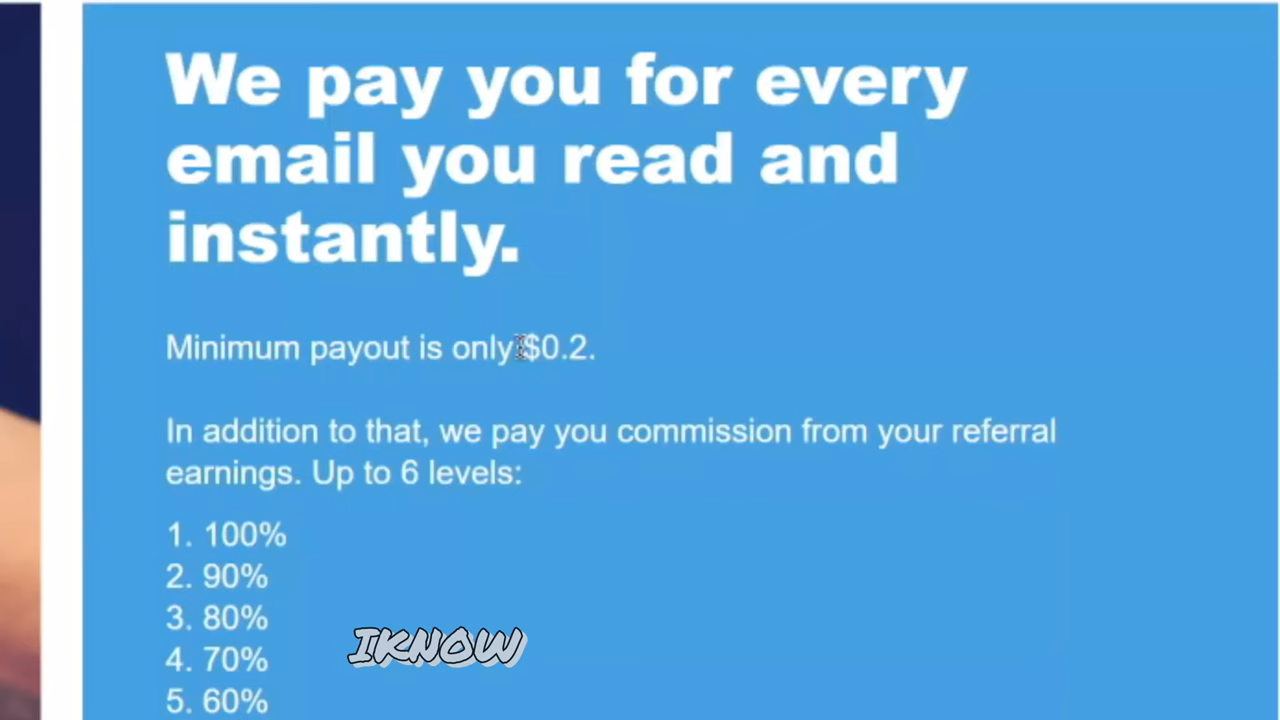 We pay you for every
email you read and
instantly.
Minimum payout is only $0.2.
In addition to that, we pay you commission from your referral
earnings. Up to 6 levels:
1. 100%
2. 90%
3. 80%
4. 70%
5. 60%
IKNOW